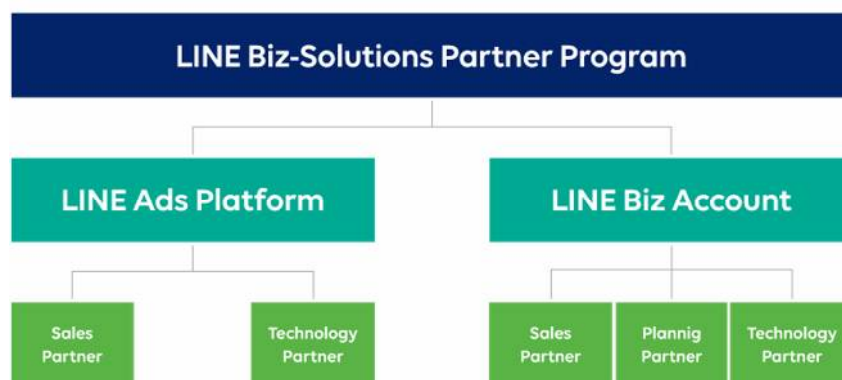 LINE Biz-Solutions Partner Program
LINE Ads Platform
LINE Biz Account
Sales
Partner
Technology
Partner
Sales
Partner
Plannig
Partner
Technology
Partner